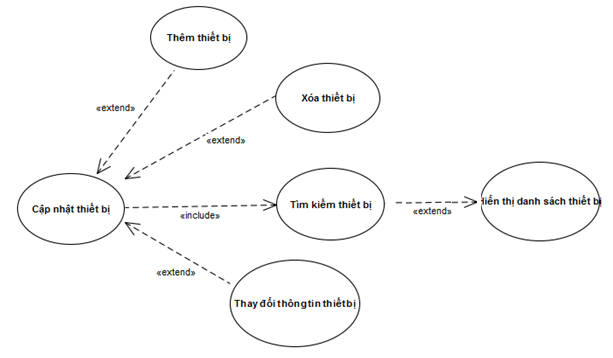 Thêm thiết bị
«extend»
Xóa thiết bị
«extend»
Cập nhật thiết bị
«include»
Tìm kiếm thiết bị
«extend»
Hiển thị danh sách thiết bị
«extend»
Thay đổi thông tin thiết bị